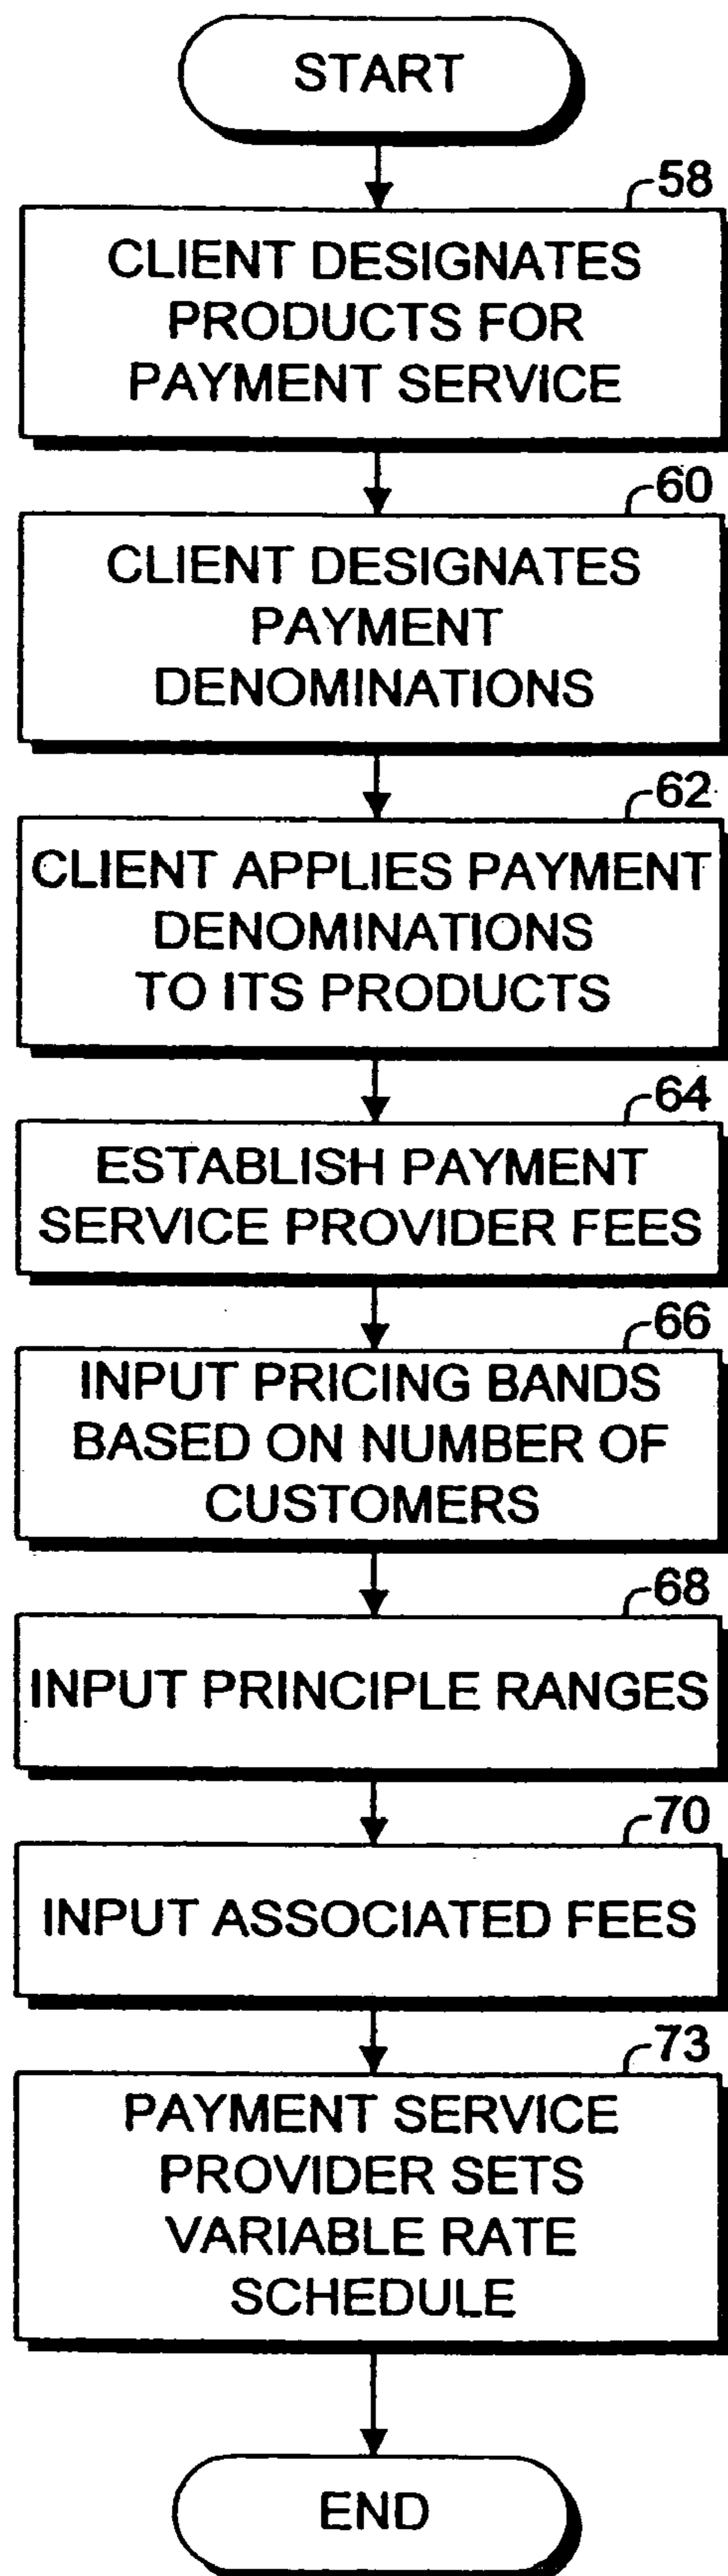 START
58
CLIENT DESIGNATES
PRODUCTS FOR
PAYMENT SERVICE
60
CLIENT DESIGNATES
PAYMENT
DENOMINATIONS
62
CLIENT APPLIES PAYMENT
DENOMINATIONS
TO ITS PRODUCTS
64
ESTABLISH PAYMENT
SERVICE PROVIDER FEES
66
INPUT PRICING BANDS
BASED ON NUMBER OF
CUSTOMERS
68
INPUT PRINCIPLE RANGES
70
INPUT ASSOCIATED FEES
73
PAYMENT SERVICE
PROVIDER SETS
VARIABLE RATE
SCHEDULE
END